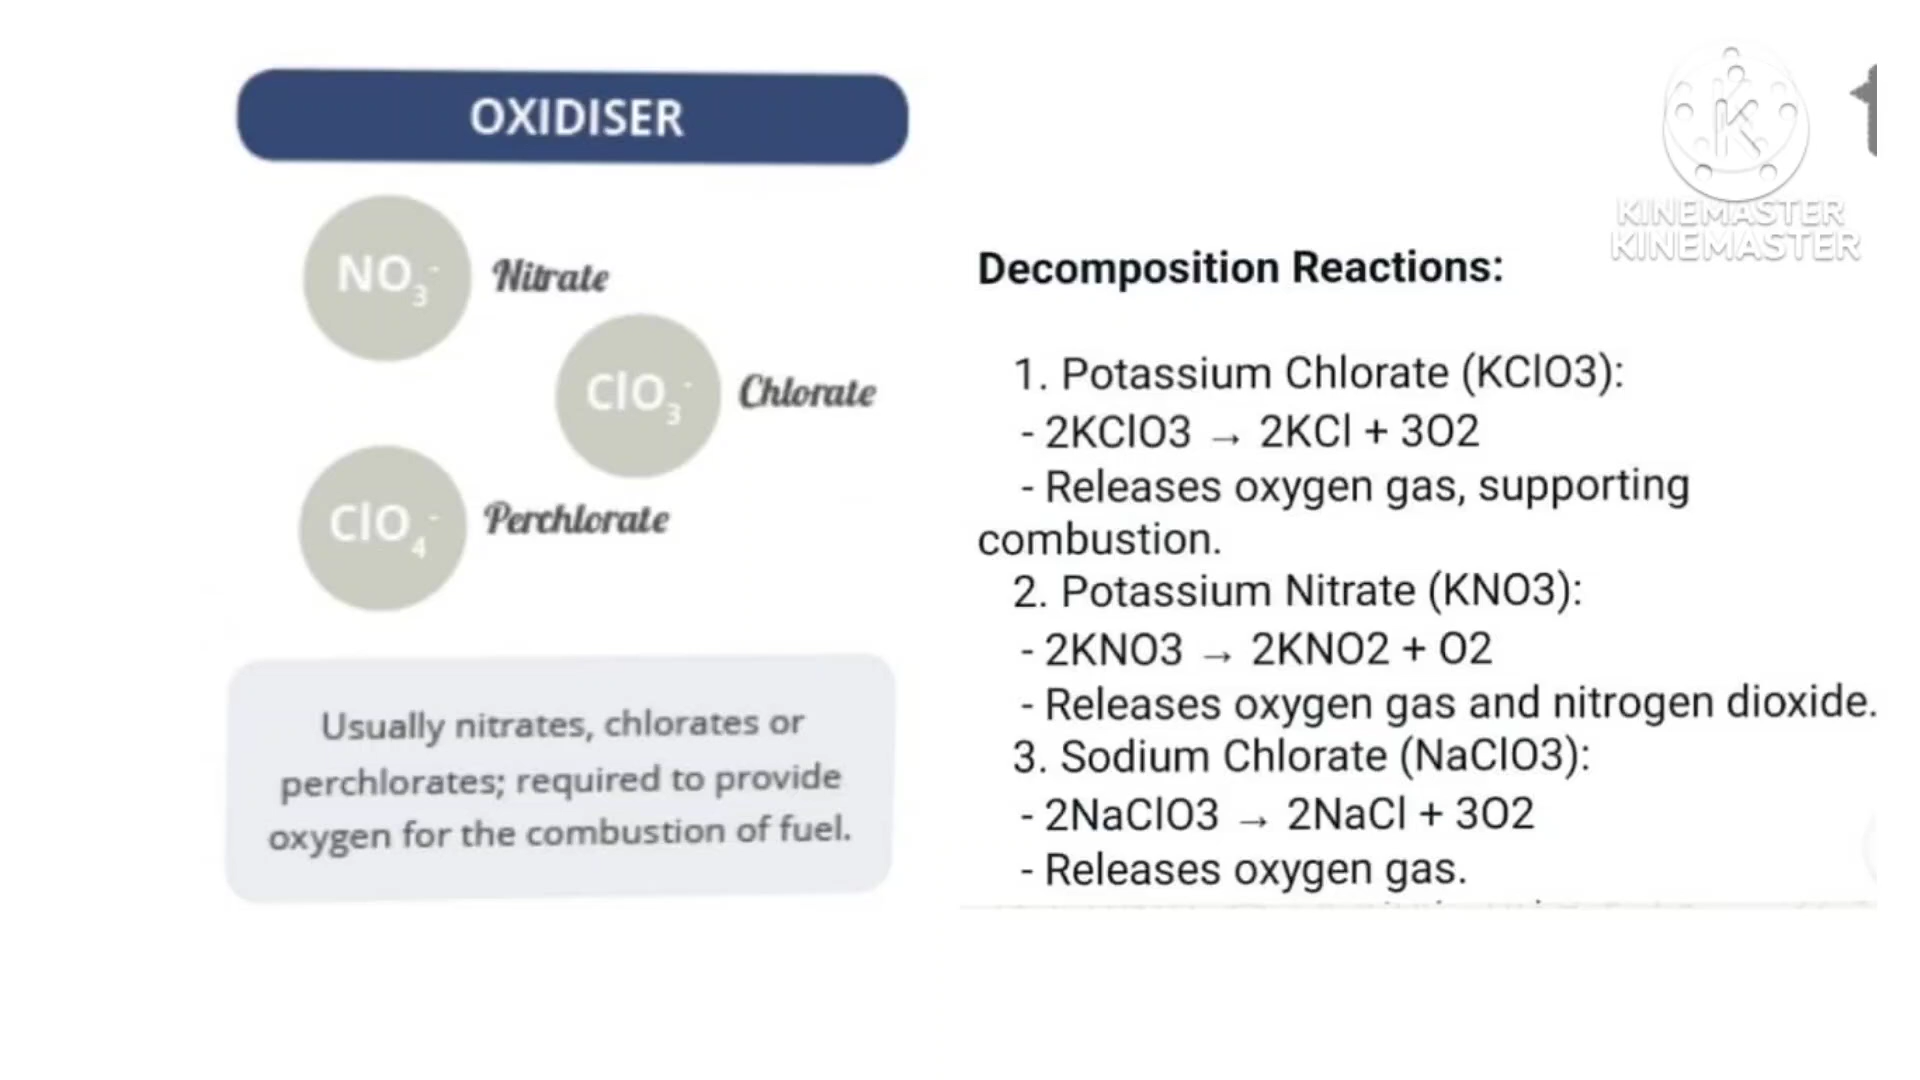 OXIDISER
NO3-
Nitrate
ClO3-
Chlorate
ClO4-
Perchlorate
Usually nitrates, chlorates or
perchlorates; required to provide
oxygen for the combustion of fuel.
K
KINEMASTER
KINEMASTER
Decomposition Reactions:
1. Potassium Chlorate (KClO3):
- 2KClO3 → 2KCl + 3O2
- Releases oxygen gas, supporting
combustion.
2. Potassium Nitrate (KNO3):
- 2KNO3 → 2KNO2 + O2
- Releases oxygen gas and nitrogen dioxide.
3. Sodium Chlorate (NaClO3):
- 2NaClO3 → 2NaCl + 3O2
- Releases oxygen gas.